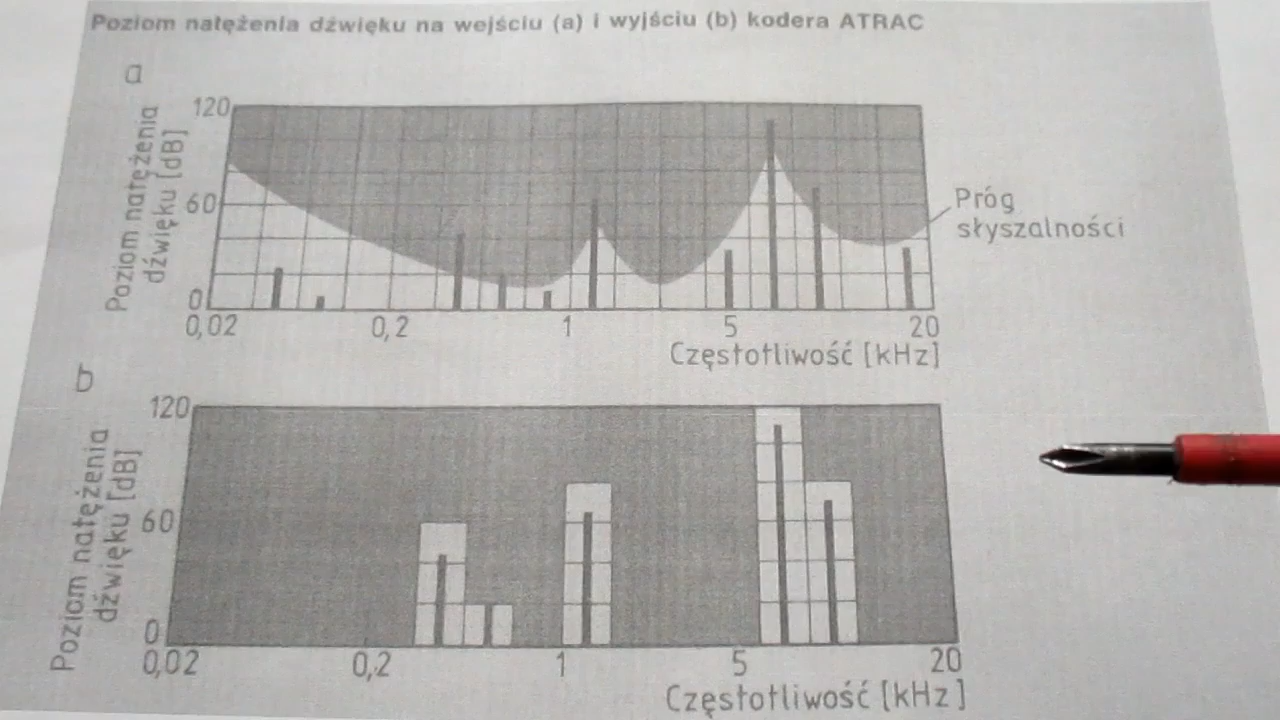 Poziom natężenia dźwięku na wejściu (a) i wyjściu (b) kodera ATRAC
a
Poziom natężenia
dźwięku [dB]
120
60
0
0,02 0,2 1 5 20
Częstotliwość [kHz]
Próg
słyszalności
b
Poziom natężenia
dźwięku [dB]
120
60
0
0,02 0,2 1 5 20
Częstotliwość [kHz]